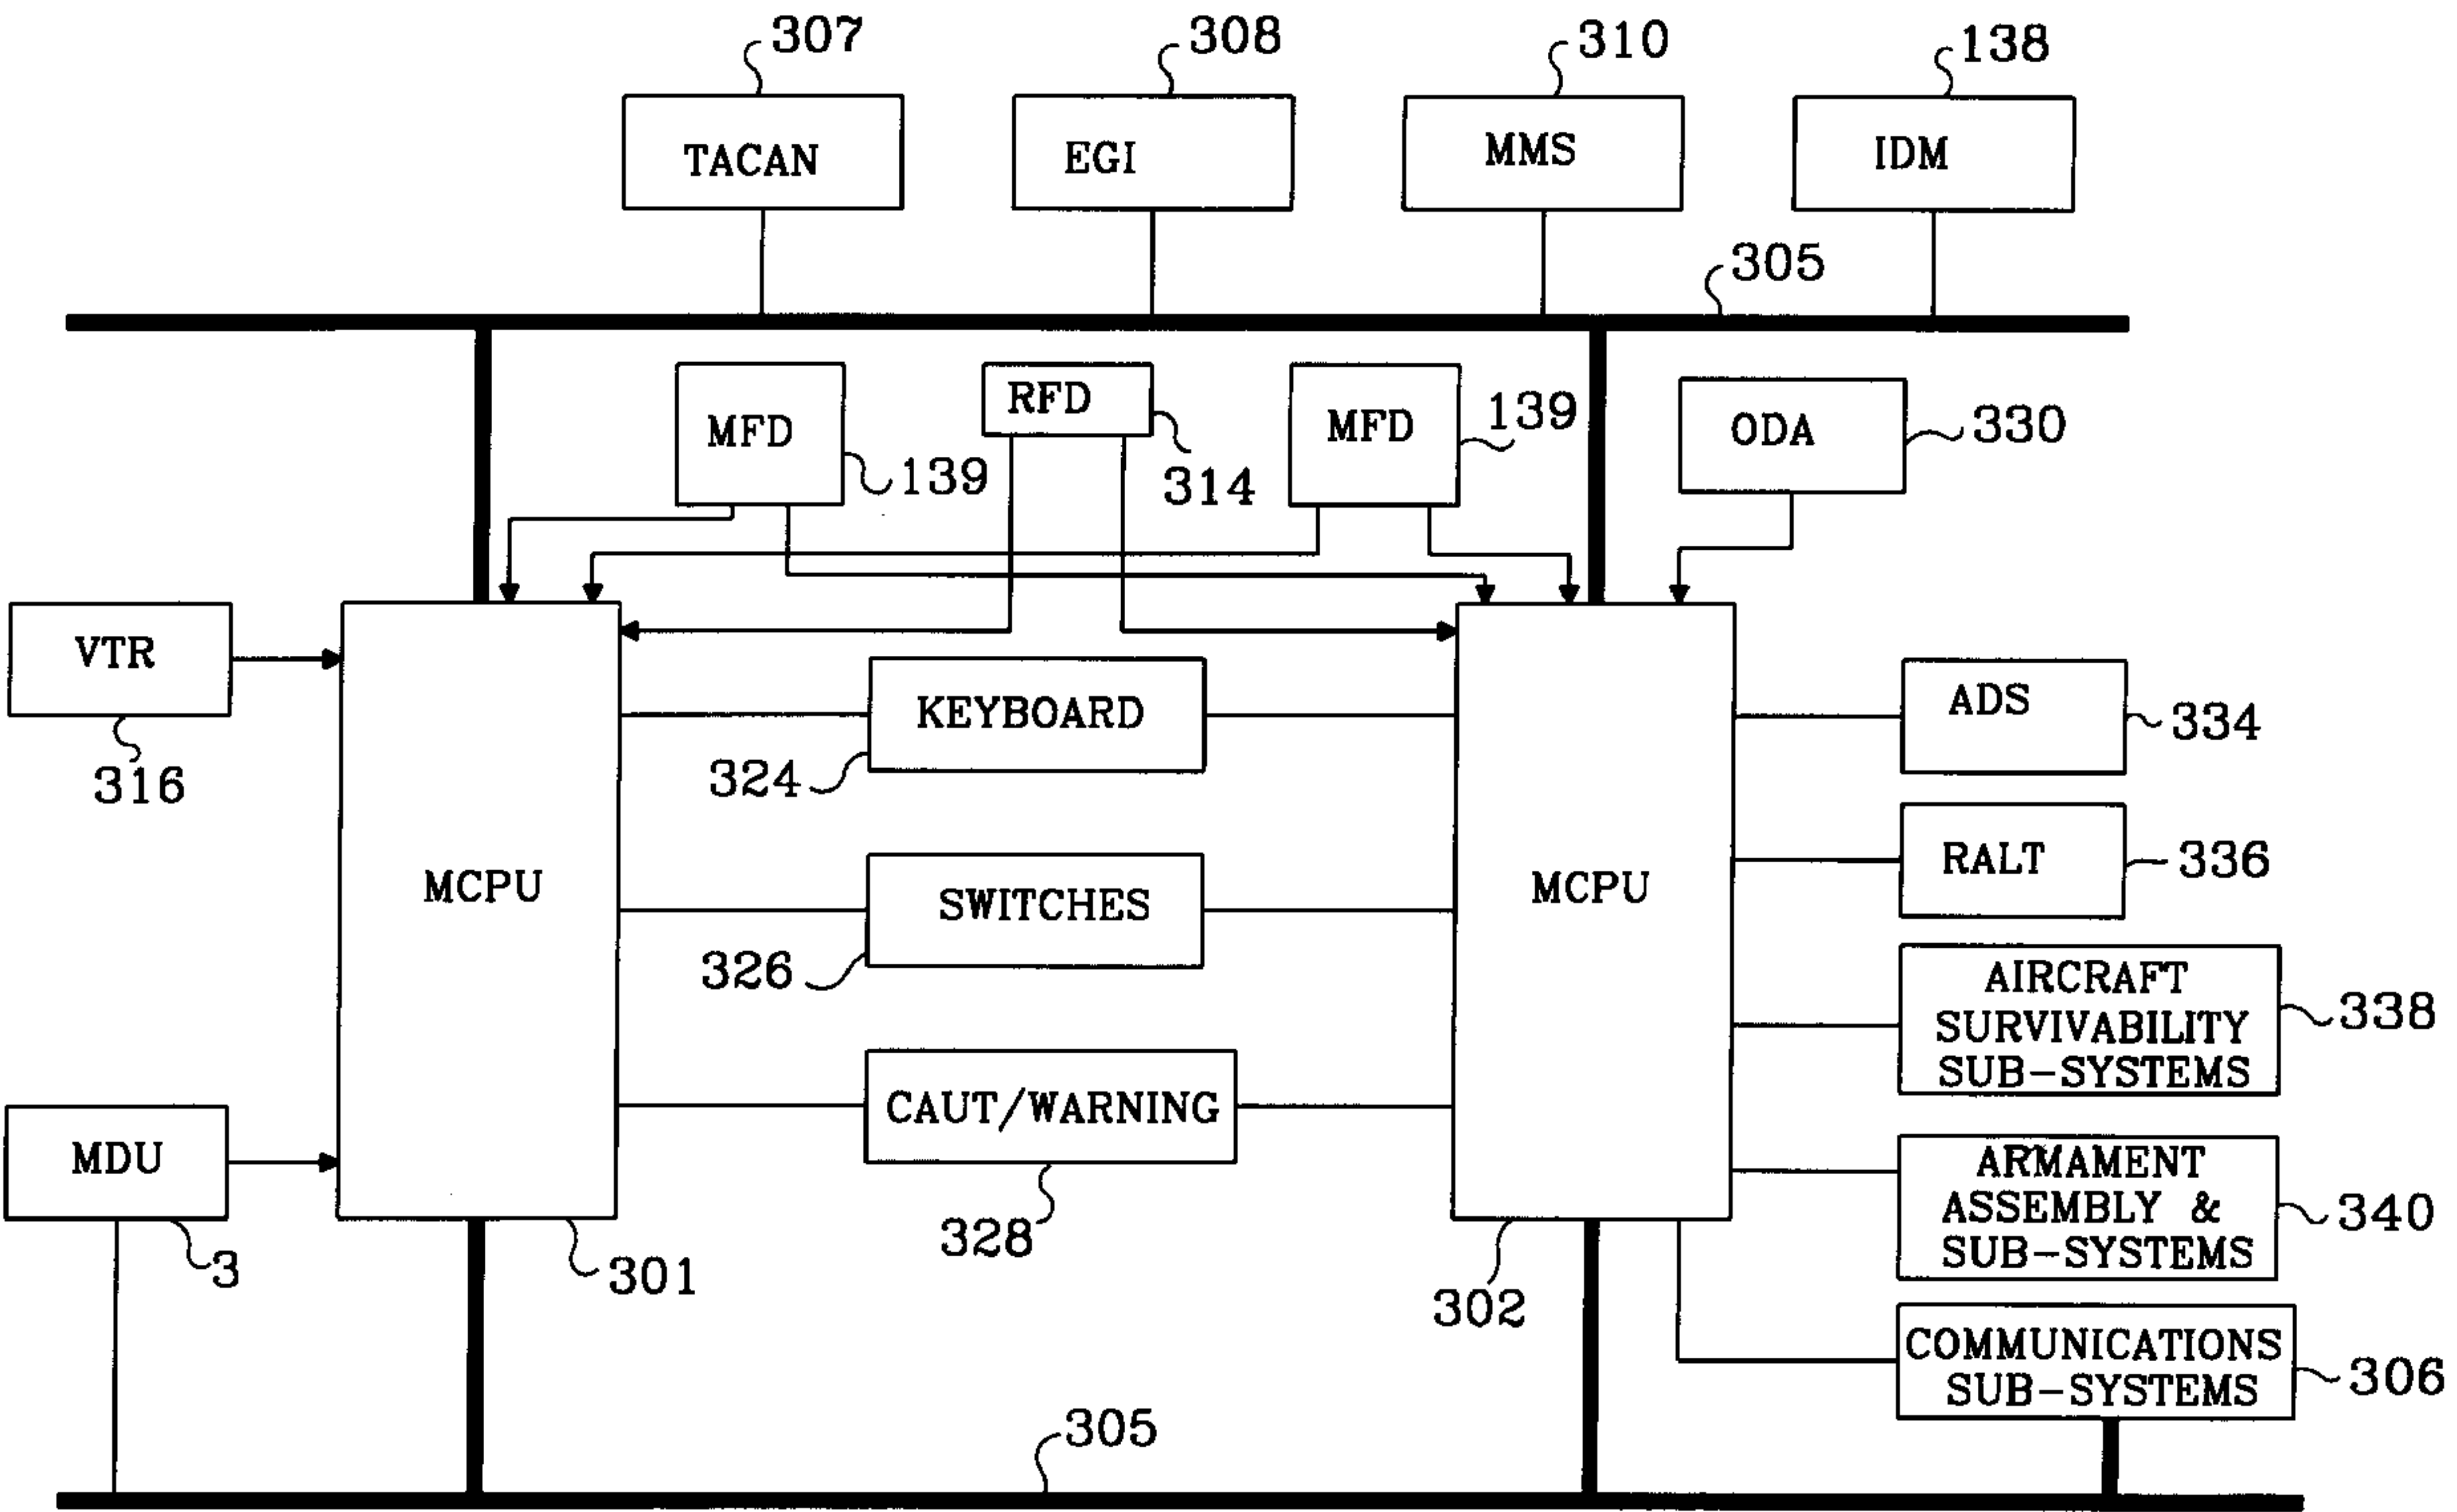 307
308
310
138
TACAN
EGI
MMS
IDM
305
MFD
139
RFD
314
MFD
139
ODA
330
VTR
316
MCPU
301
KEYBOARD
324
SWITCHES
326
CAUT/WARNING
328
MCPU
302
ADS
334
RALT
336
AIRCRAFT
SURVIVABILITY
SUB-SYSTEMS
338
ARMAMENT
ASSEMBLY &
SUB-SYSTEMS
340
COMMUNICATIONS
SUB-SYSTEMS
306
MDU
3
305